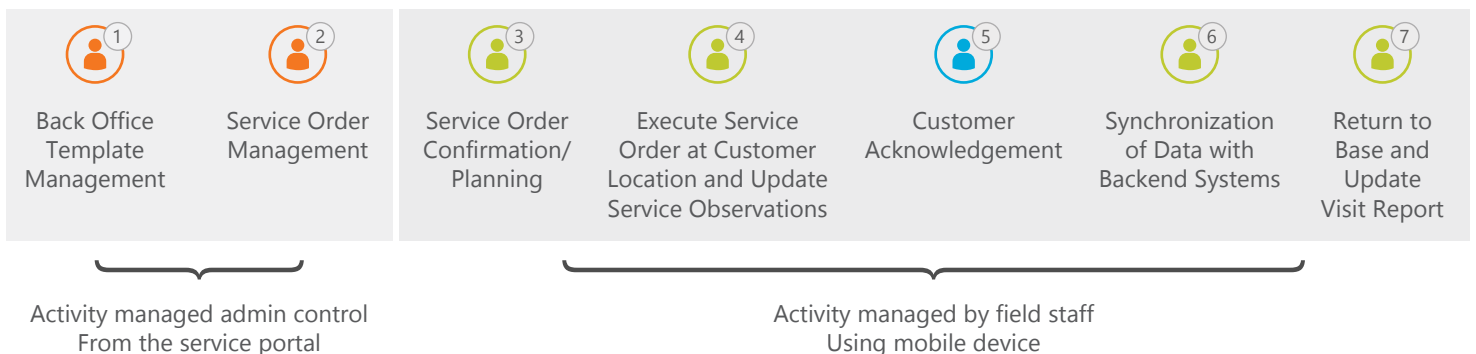 1
Back Office
Template
Management
2
Service Order
Management
3
Service Order
Confirmation/
Planning
4
Execute Service
Order at Customer
Location and Update
Service Observations
5
Customer
Acknowledgement
6
Synchronization
of Data with
Backend Systems
7
Return to
Base and
Update
Visit Report
Activity managed admin control
From the service portal
Activity managed by field staff
Using mobile device